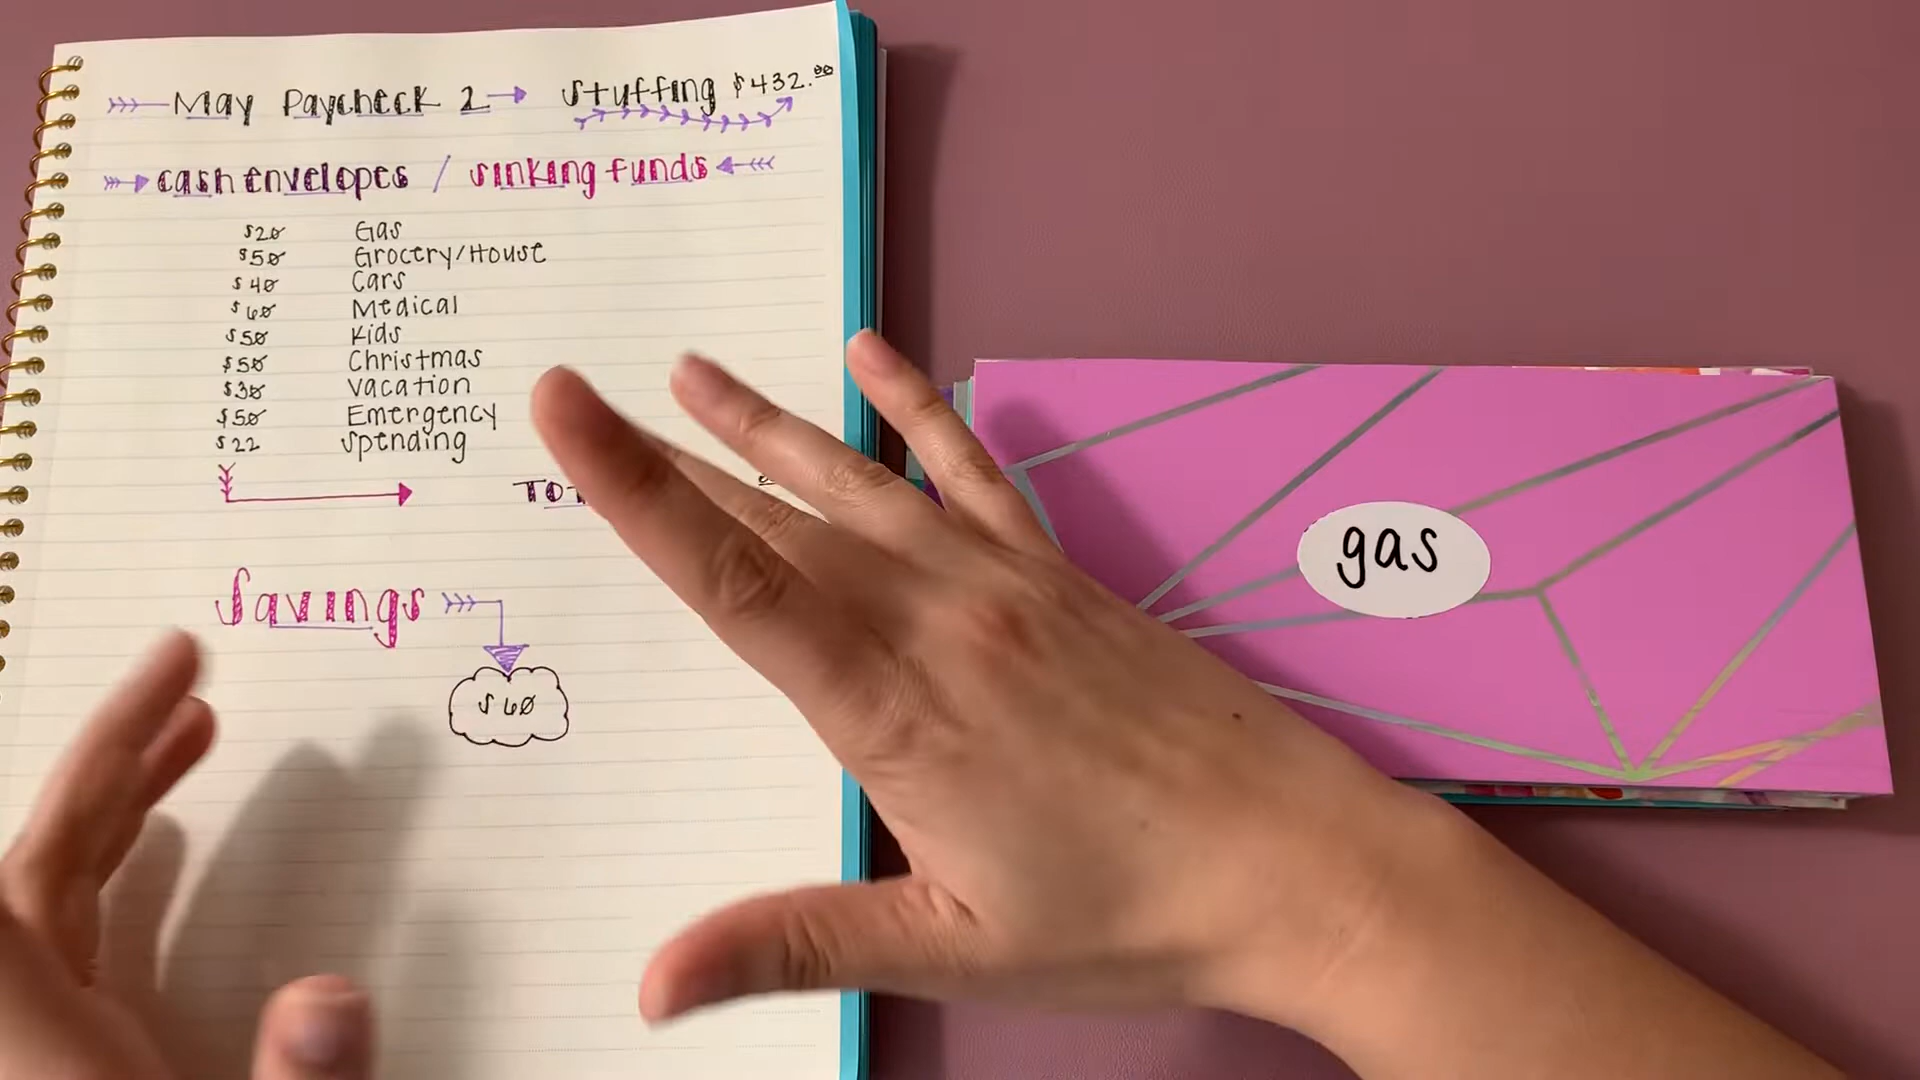 May Paycheck 2 Stuffing $432.00
cash envelopes / sinking funds
$20 Gas
$50 Grocery/House
$40 Cars
$60 Medical
$50 Kids
$50 Christmas
$30 Vacation
$50 Emergency
$22 Spending
Savings
$60
gas